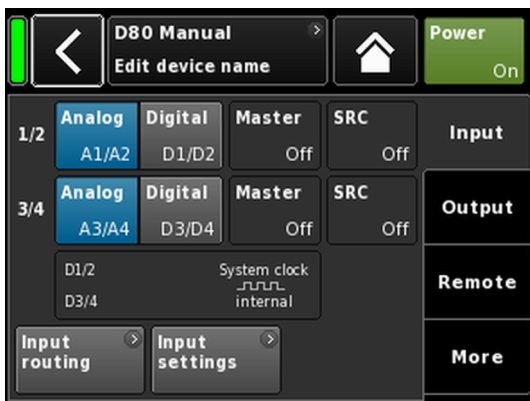 D80 Manual
Edit device name
Power
On
1/2
Analog
A1/A2
Digital
D1/D2
Master
Off
SRC
Off
Input
3/4
Analog
A3/A4
Digital
D3/D4
Master
Off
SRC
Off
Output
D1/2
D3/4
System clock
internal
Remote
Input
routing
Input
settings
More